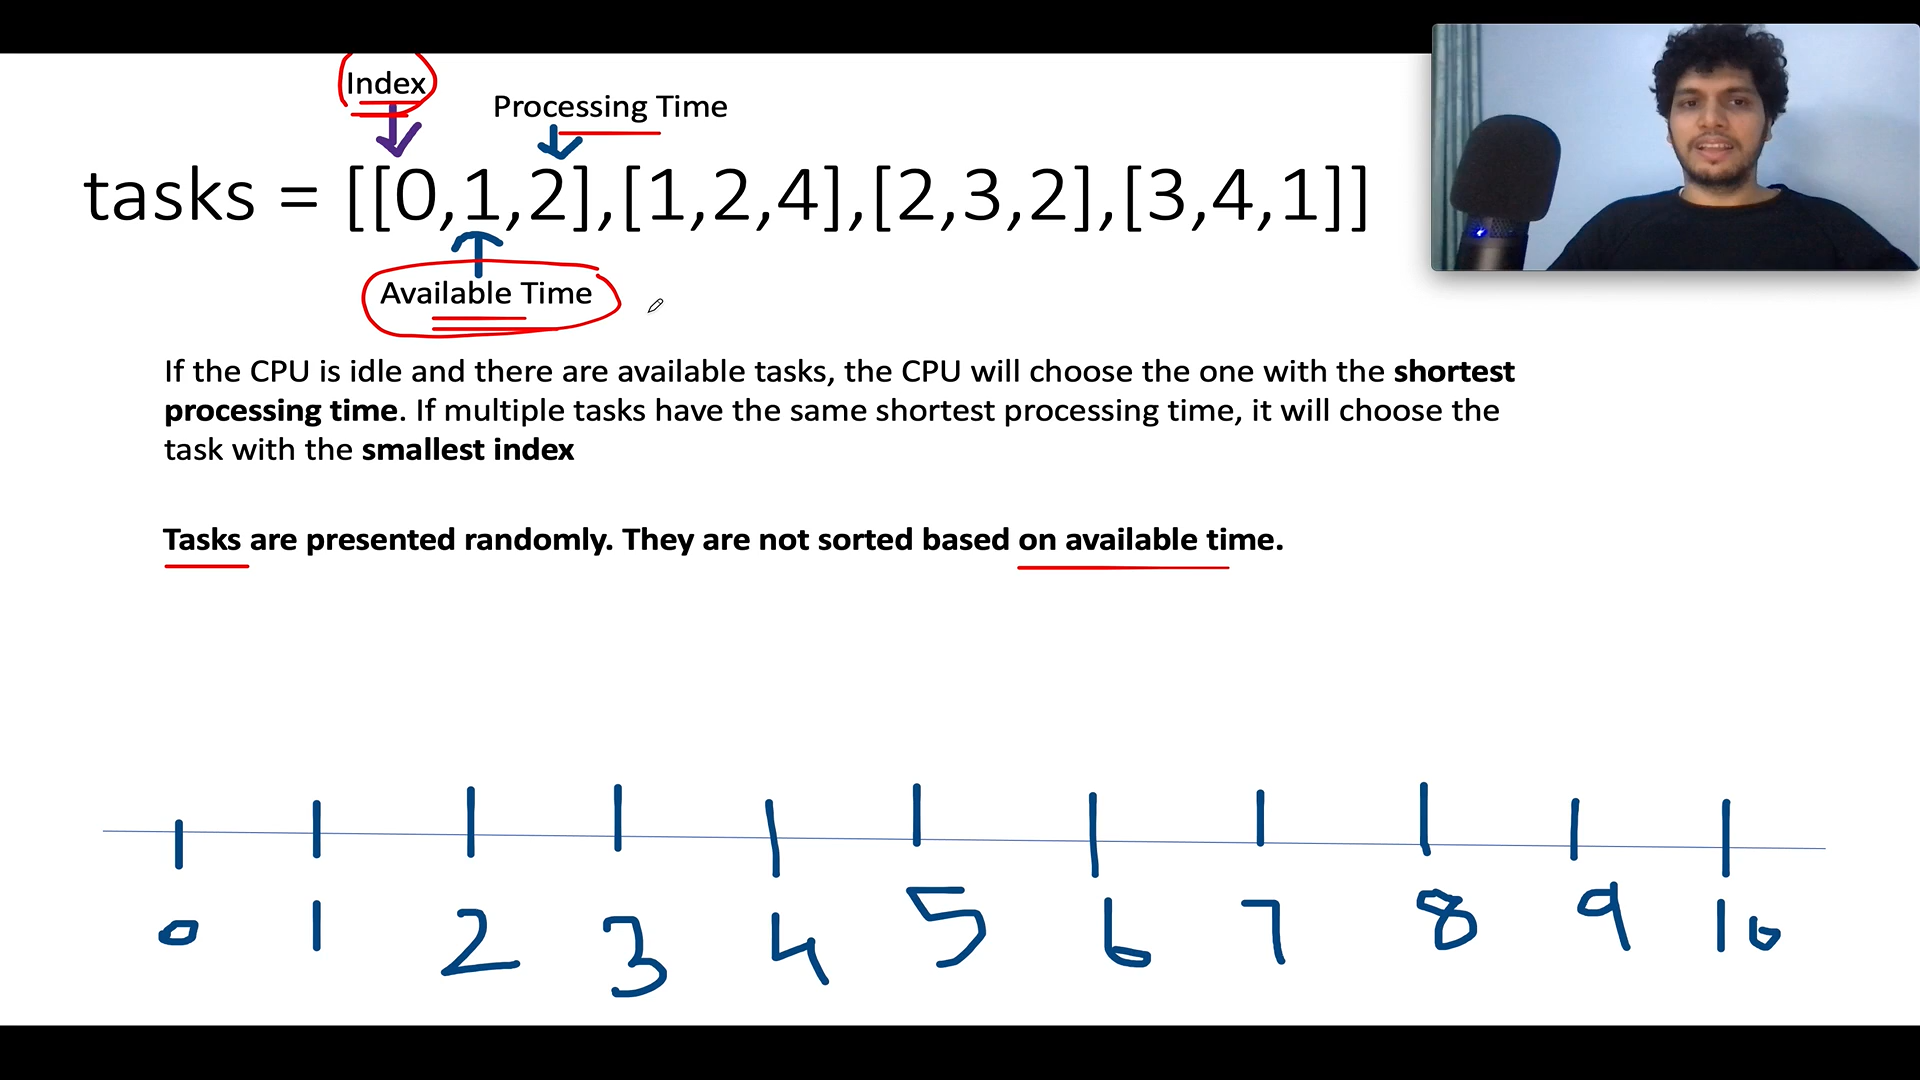 Index
Processing Time
tasks = [[0,1,2],[1,2,4],[2,3,2],[3,4,1]]
Available Time
If the CPU is idle and there are available tasks, the CPU will choose the one with the shortest
processing time. If multiple tasks have the same shortest processing time, it will choose the
task with the smallest index
Tasks are presented randomly. They are not sorted based on available time.
0 1 2 3 4 5 6 7 8 9 10